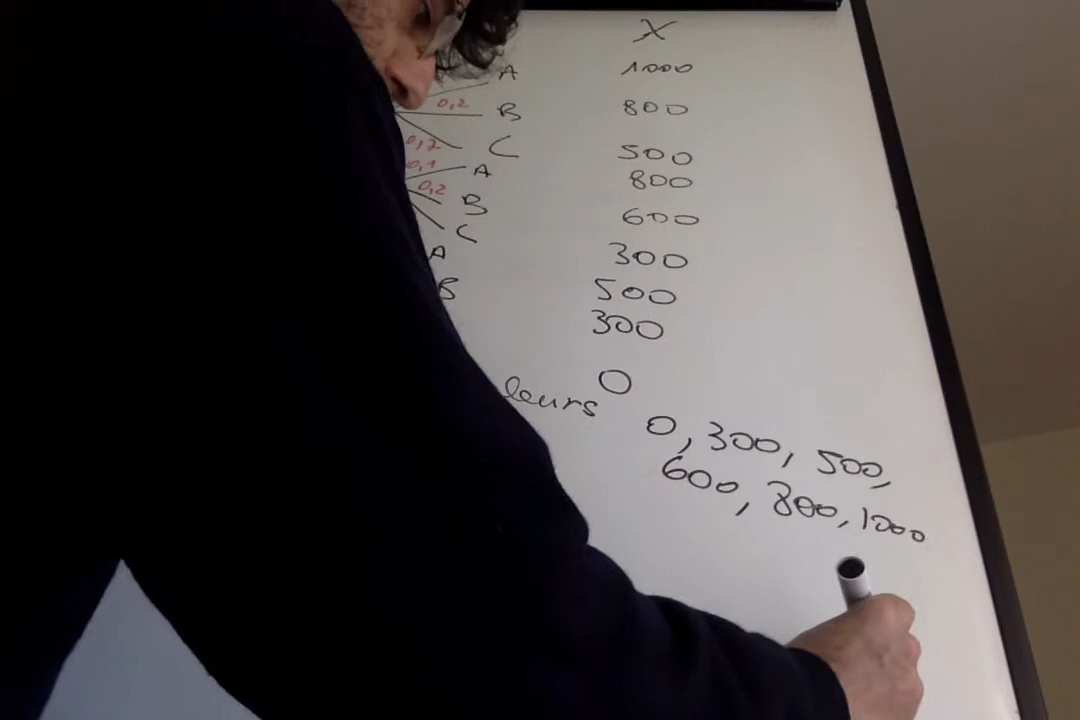 X
A 1000
0,2 B 800
0,7 C 500
0,1 A 800
0,2 B 600
C 300
A 500
B 300
0
leurs 0, 300, 500,
600, 800, 1000